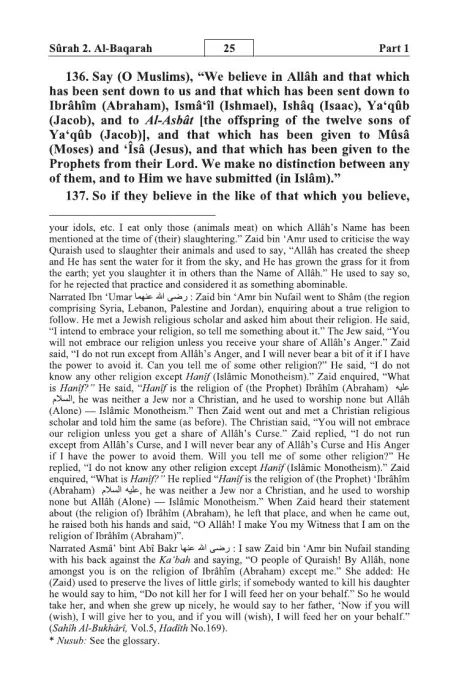 Sûrah 2. Al-Baqarah 25 Part 1
136. Say (O Muslims), “We believe in Allâh and that which
has been sent down to us and that which has been sent down to
Ibrâhîm (Abraham), Ismâ‘îl (Ishmael), Ishâq (Isaac), Ya‘qûb
(Jacob), and to Al-Asbât [the offspring of the twelve sons of
Ya‘qûb (Jacob)], and that which has been given to Mûsâ
(Moses) and ‘Îsâ (Jesus), and that which has been given to the
Prophets from their Lord. We make no distinction between any
of them, and to Him we have submitted (in Islâm).”
137. So if they believe in the like of that which you believe,
your idols, etc. I eat only those (animals meat) on which Allâh’s Name has been
mentioned at the time of (their) slaughtering.” Zaid bin ‘Amr used to criticise the way
Quraish used to slaughter their animals and used to say, “Allâh has created the sheep
and He has sent the water for it from the sky, and He has grown the grass for it from
the earth; yet you slaughter it in others than the Name of Allâh.” He used to say so,
for he rejected that practice and considered it as something abominable.
Narrated Ibn ‘Umar رضى الله عنهما : Zaid bin ‘Amr bin Nufail went to Shâm (the region
comprising Syria, Lebanon, Palestine and Jordan), enquiring about a true religion to
follow. He met a Jewish religious scholar and asked him about their religion. He said,
“I intend to embrace your religion, so tell me something about it.” The Jew said, “You
will not embrace our religion unless you receive your share of Allâh’s Anger.” Zaid
said, “I do not run except from Allâh’s Anger, and I will never bear a bit of it if I have
the power to avoid it. Can you tell me of some other religion?” He said, “I do not
know any other religion except Hanîf (Islâmic Monotheism).” Zaid enquired, “What
is Hanîf?” He said, “Hanîf is the religion of (the Prophet) Ibrâhîm (Abraham) عليه
السلام, he was neither a Jew nor a Christian, and he used to worship none but Allâh
(Alone) — Islâmic Monotheism.” Then Zaid went out and met a Christian religious
scholar and told him the same (as before). The Christian said, “You will not embrace
our religion unless you get a share of Allâh’s Curse.” Zaid replied, “I do not run
except from Allâh’s Curse, and I will never bear any of Allâh’s Curse and His Anger
if I have the power to avoid them. Will you tell me of some other religion?” He
replied, “I do not know any other religion except Hanîf (Islâmic Monotheism).” Zaid
enquired, “What is Hanîf?” He replied “Hanîf is the religion of (the Prophet) ‘Ibrâhîm
(Abraham) عليه السلام, he was neither a Jew nor a Christian, and he used to worship
none but Allâh (Alone) — Islâmic Monotheism.” When Zaid heard their statement
about (the religion of) Ibrâhîm (Abraham), he left that place, and when he came out,
he raised both his hands and said, “O Allâh! I make You my Witness that I am on the
religion of Ibrâhîm (Abraham)”.
Narrated Asmâ’ bint Abî Bakr رضى الله عنها : I saw Zaid bin ‘Amr bin Nufail standing
with his back against the Ka‘bah and saying, “O people of Quraish! By Allâh, none
amongst you is on the religion of Ibrâhîm (Abraham) except me.” She added: He
(Zaid) used to preserve the lives of little girls; if somebody wanted to kill his daughter
he would say to him, “Do not kill her for I will feed her on your behalf.” So he would
take her, and when she grew up nicely, he would say to her father, ‘Now if you will
(wish), I will give her to you, and if you will (wish), I will feed her on your behalf.”
(Sahîh Al-Bukhârî, Vol.5, Hadîth No.169).
* Nusub: See the glossary.